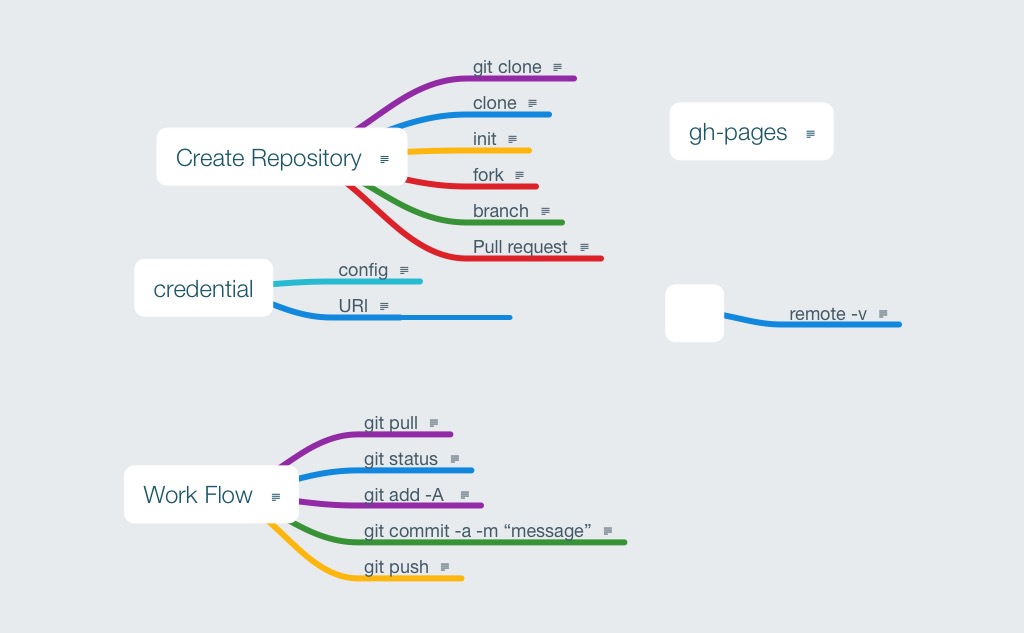 Create Repository
git clone
clone
init
fork
branch
Pull request
gh-pages
credential
config
URI
remote -v
Work Flow
git pull
git status
git add -A
git commit -a -m “message”
git push